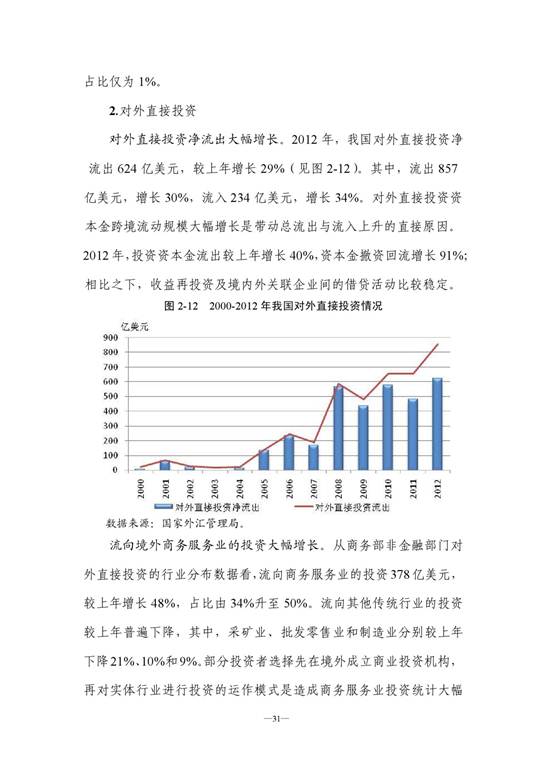 占比仅为 1%。
2.对外直接投资
对外直接投资净流出大幅增长。2012 年，我国对外直接投资净
流出 624 亿美元，较上年增长 29%（见图 2-12）。其中，流出 857
亿美元，增长 30%，流入 234 亿美元，增长 34%。对外直接投资资
本金跨境流动规模大幅增长是带动总流出与流入上升的直接原因。
2012 年,投资资本金流出较上年增长 40%,资本金撤资回流增长 91%;
相比之下，收益再投资及境内外关联企业间的借贷活动比较稳定。
图 2-12 2000-2012 年我国对外直接投资情况
亿美元
900
800
700
600
500
400
300
200
100
0
2000 2001 2002 2003 2004 2005 2006 2007 2008 2009 2010 2011 2012
对外直接投资净流出 对外直接投资流出
数据来源：国家外汇管理局。
流向境外商务服务业的投资大幅增长。从商务部非金融部门对
外直接投资的行业分布数据看，流向商务服务业的投资 378 亿美元，
较上年增长 48%，占比由 34%升至 50%。流向其他传统行业的投资
较上年普遍下降，其中，采矿业、批发零售业和制造业分别较上年
下降 21%、10%和 9%。部分投资者选择先在境外成立商业投资机构，
再对实体行业进行投资的运作模式是造成商务服务业投资统计大幅
—31—